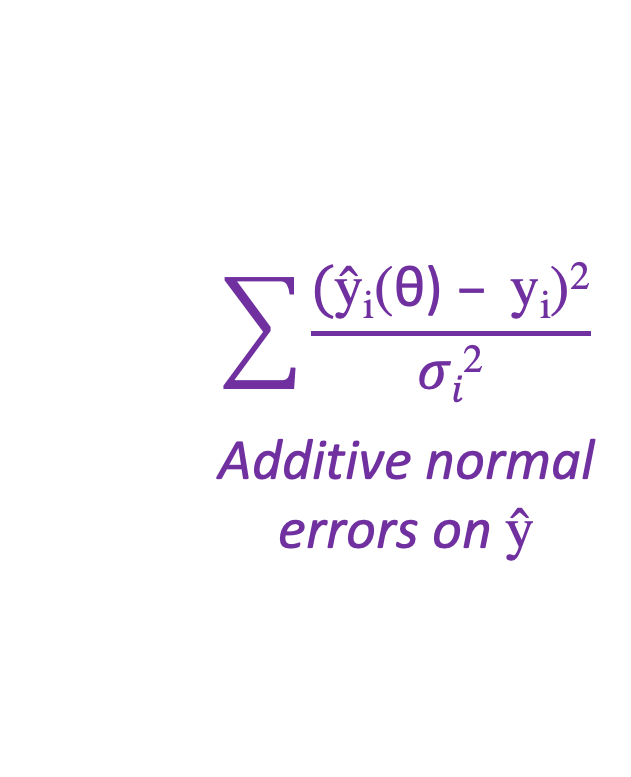 ∑ (ŷᵢ(θ) − yᵢ)² / σᵢ²
Additive normal
errors on ŷ